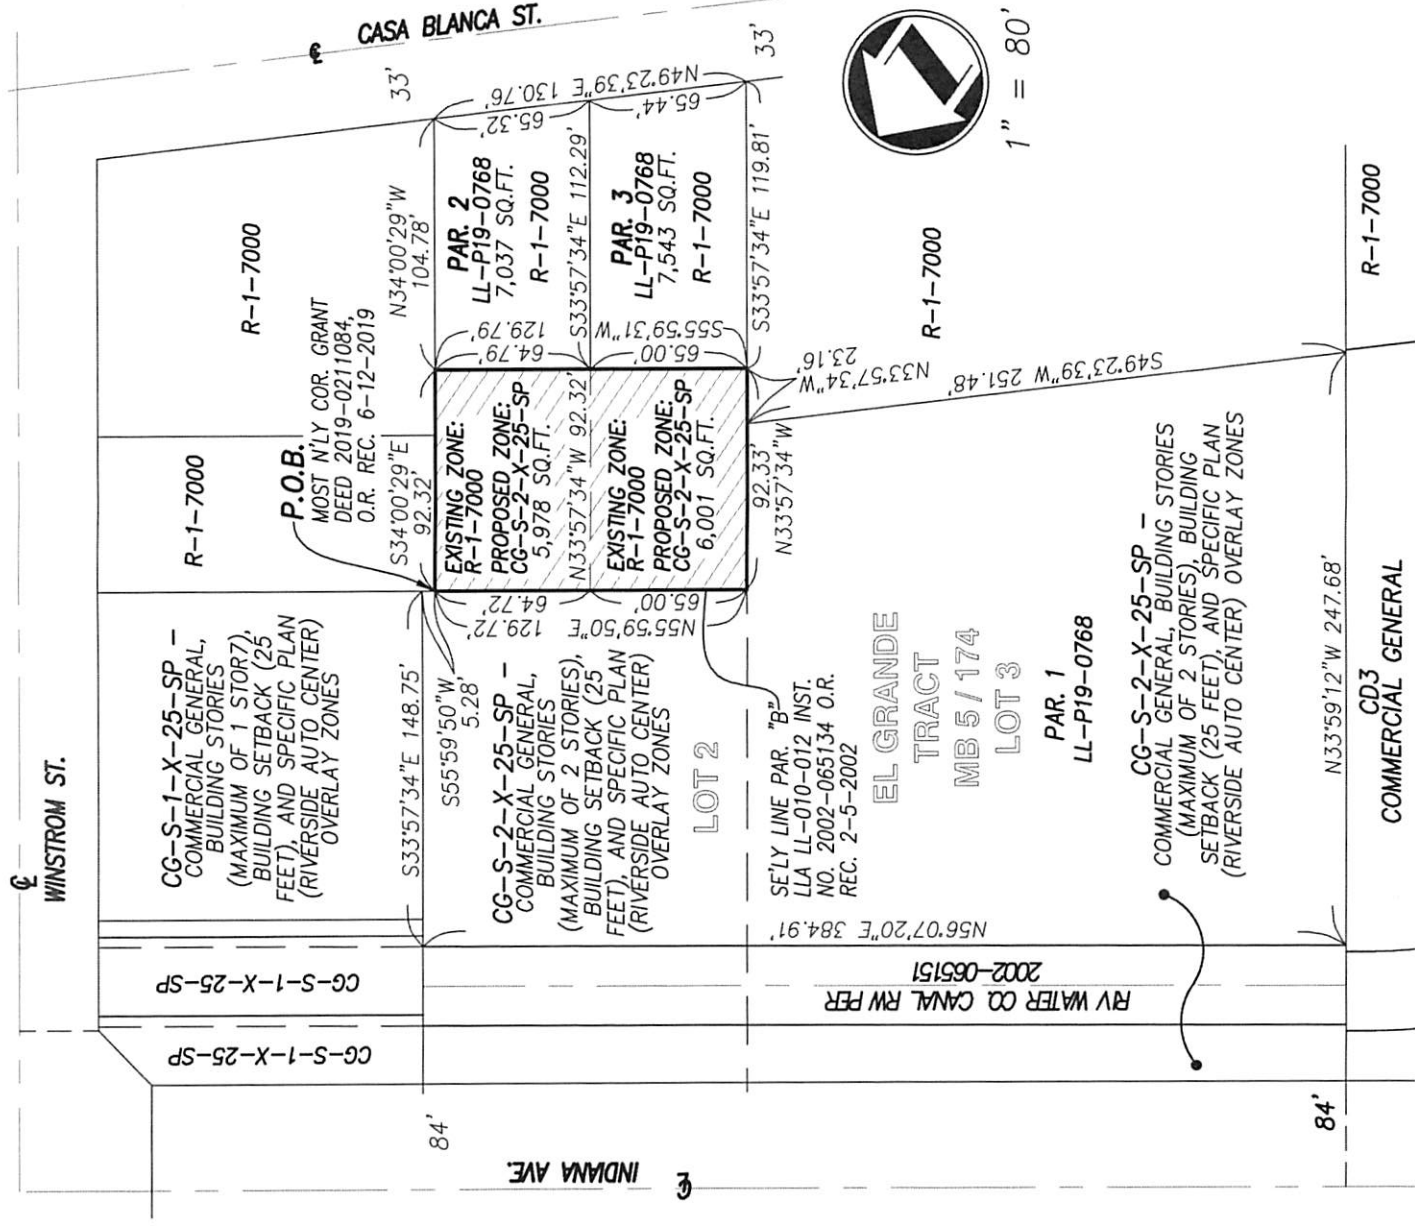 CASA BLANCA ST.
℄
33'
33'
1" = 80'
N49°23'39"E 130.76'
65.32'
65.44'
N34°00'29"W
104.78'
PAR. 2
LL-P19-0768
7,037 SQ.FT.
R-1-7000
S33°57'34"E 112.29'
PAR. 3
LL-P19-0768
7,543 SQ.FT.
R-1-7000
S33°57'34"E 119.81'
R-1-7000
R-1-7000
R-1-7000
R-1-7000
P.O.B.
MOST N'LY COR. GRANT
DEED 2019-0211084,
O.R. REC. 6-12-2019
S34°00'29"E
92.32'
129.79'
64.79'
S55°59'31"W
65.00'
EXISTING ZONE:
R-1-7000
PROPOSED ZONE:
CG-S-2-X-25-SP
5,978 SQ.FT.
N33°57'34"W 92.32'
EXISTING ZONE:
R-1-7000
PROPOSED ZONE:
CG-S-2-X-25-SP
6,001 SQ.FT.
N33°57'34"W
23.16'
S49°23'39"W 251.48'
92.33'
N33°57'34"W
64.72'
65.00'
N55°59'50"E 129.72'
℄
WINSTROM ST.
CG-S-1-X-25-SP -
COMMERCIAL GENERAL,
BUILDING STORIES
(MAXIMUM OF 1 STOR7),
BUILDING SETBACK (25
FEET), AND SPECIFIC PLAN
(RIVERSIDE AUTO CENTER)
OVERLAY ZONES
S33°57'34"E 148.75'
S55°59'50"W
5.28'
CG-S-2-X-25-SP -
COMMERCIAL GENERAL,
BUILDING STORIES
(MAXIMUM OF 2 STORIES),
BUILDING SETBACK (25
FEET), AND SPECIFIC PLAN
(RIVERSIDE AUTO CENTER)
OVERLAY ZONES
LOT 2
SE'LY LINE PAR. "B"
LLA LL-010-012 INST.
NO. 2002-065134 O.R.
REC. 2-5-2002
EL GRANDE
TRACT
MB 5 / 174
LOT 3
PAR. 1
LL-P19-0768
CG-S-2-X-25-SP -
COMMERCIAL GENERAL, BUILDING STORIES
(MAXIMUM OF 2 STORIES), BUILDING
SETBACK (25 FEET), AND SPECIFIC PLAN
(RIVERSIDE AUTO CENTER) OVERLAY ZONES
N33°59'12"W 247.68'
CD3
COMMERCIAL GENERAL
N56°07'20"E 384.91'
CG-S-1-X-25-SP
CG-S-1-X-25-SP
RIV WATER CO. CANAL RW PER
2002-065151
84'
84'
INDIANA AVE.
℄